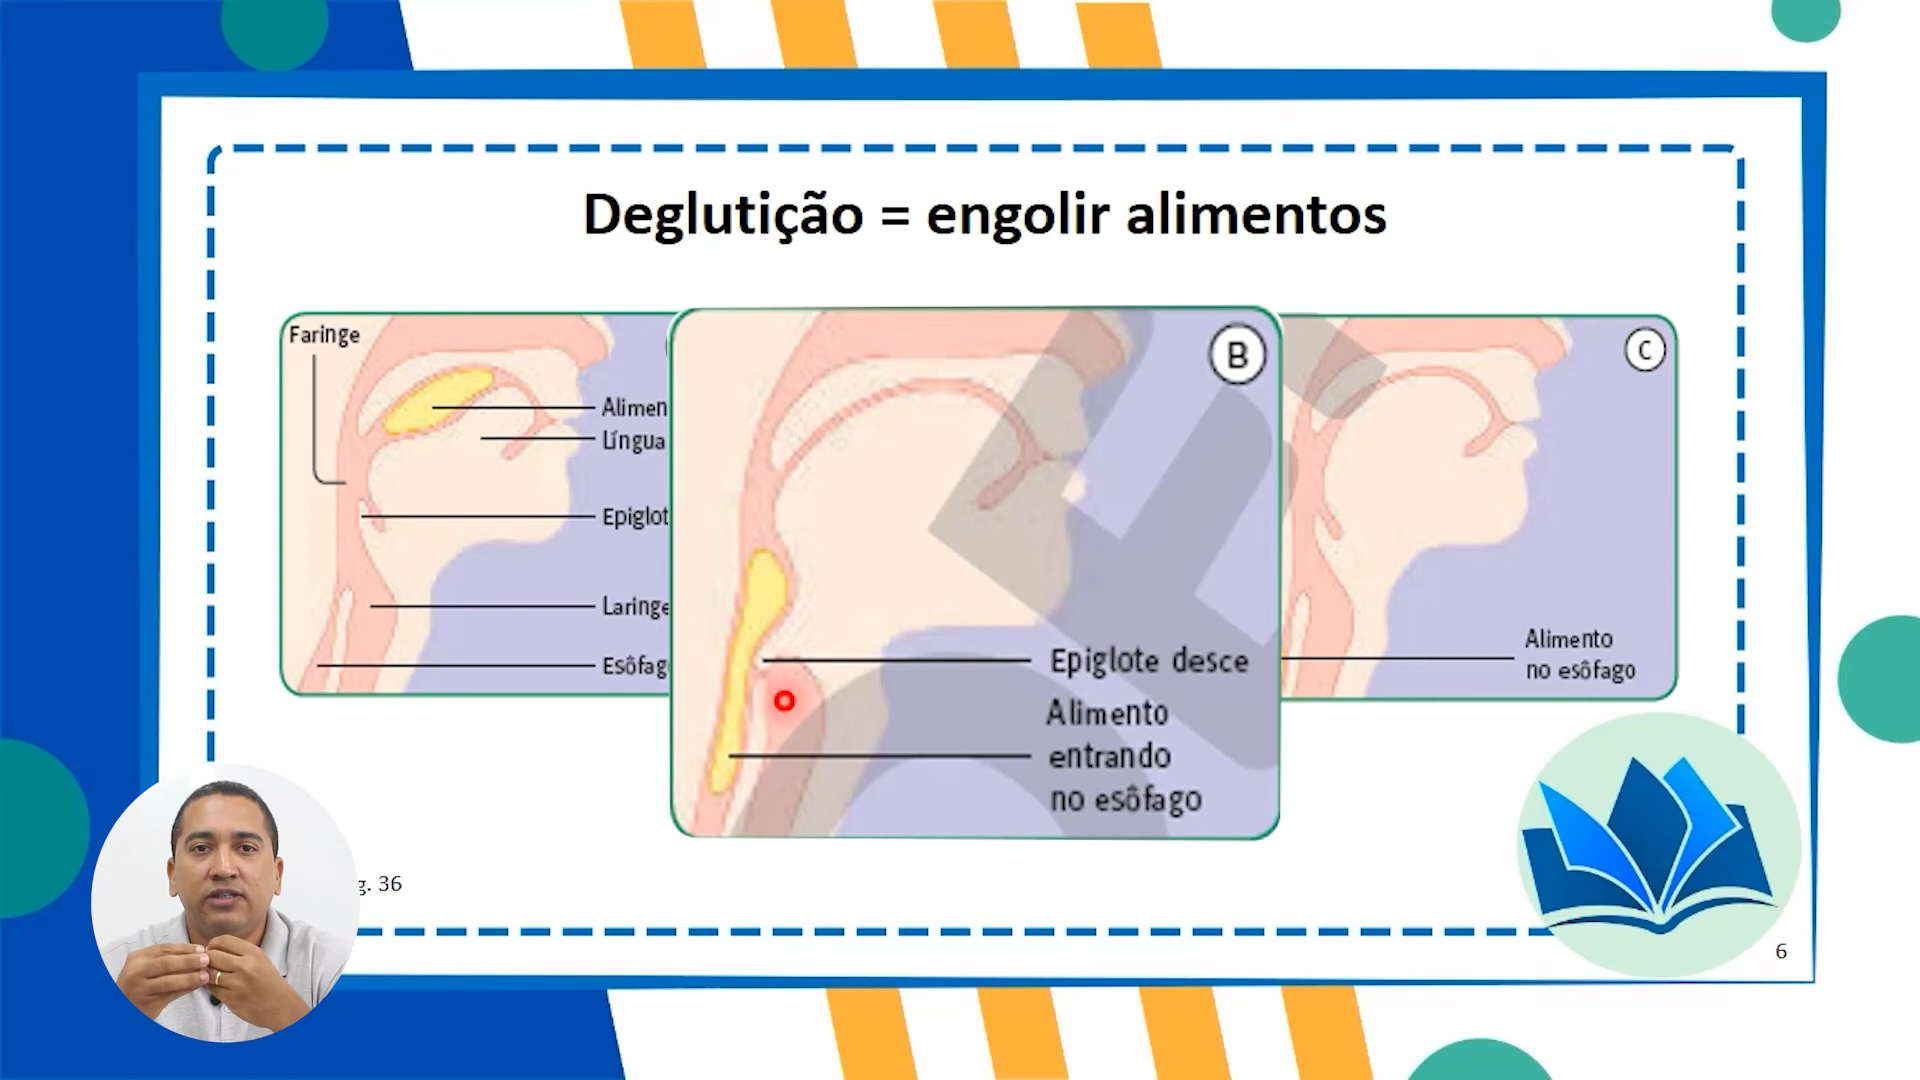 Deglutição = engolir alimentos
Faringe
Alimen
Língua
Epiglot
Laringe
Esôfag
B
Epiglote desce
Alimento
entrando
no esôfago
C
Alimento
no esôfago
g. 36
6